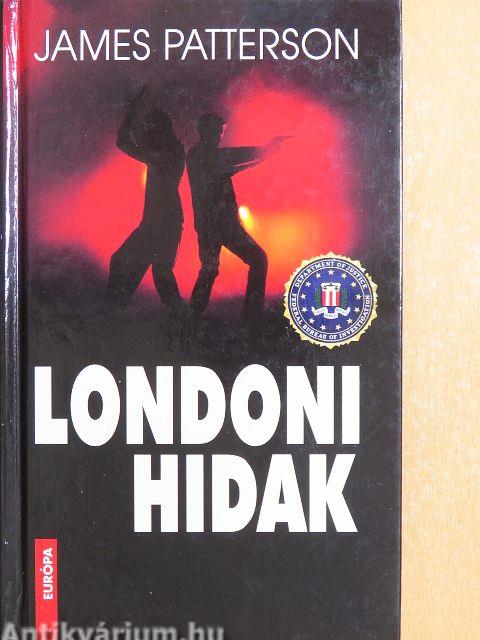 JAMES PATTERSON
DEPARTMENT OF JUSTICE
FEDERAL BUREAU OF INVESTIGATION
LONDONI
HIDAK
EURÓPA
Antikvárium.hu